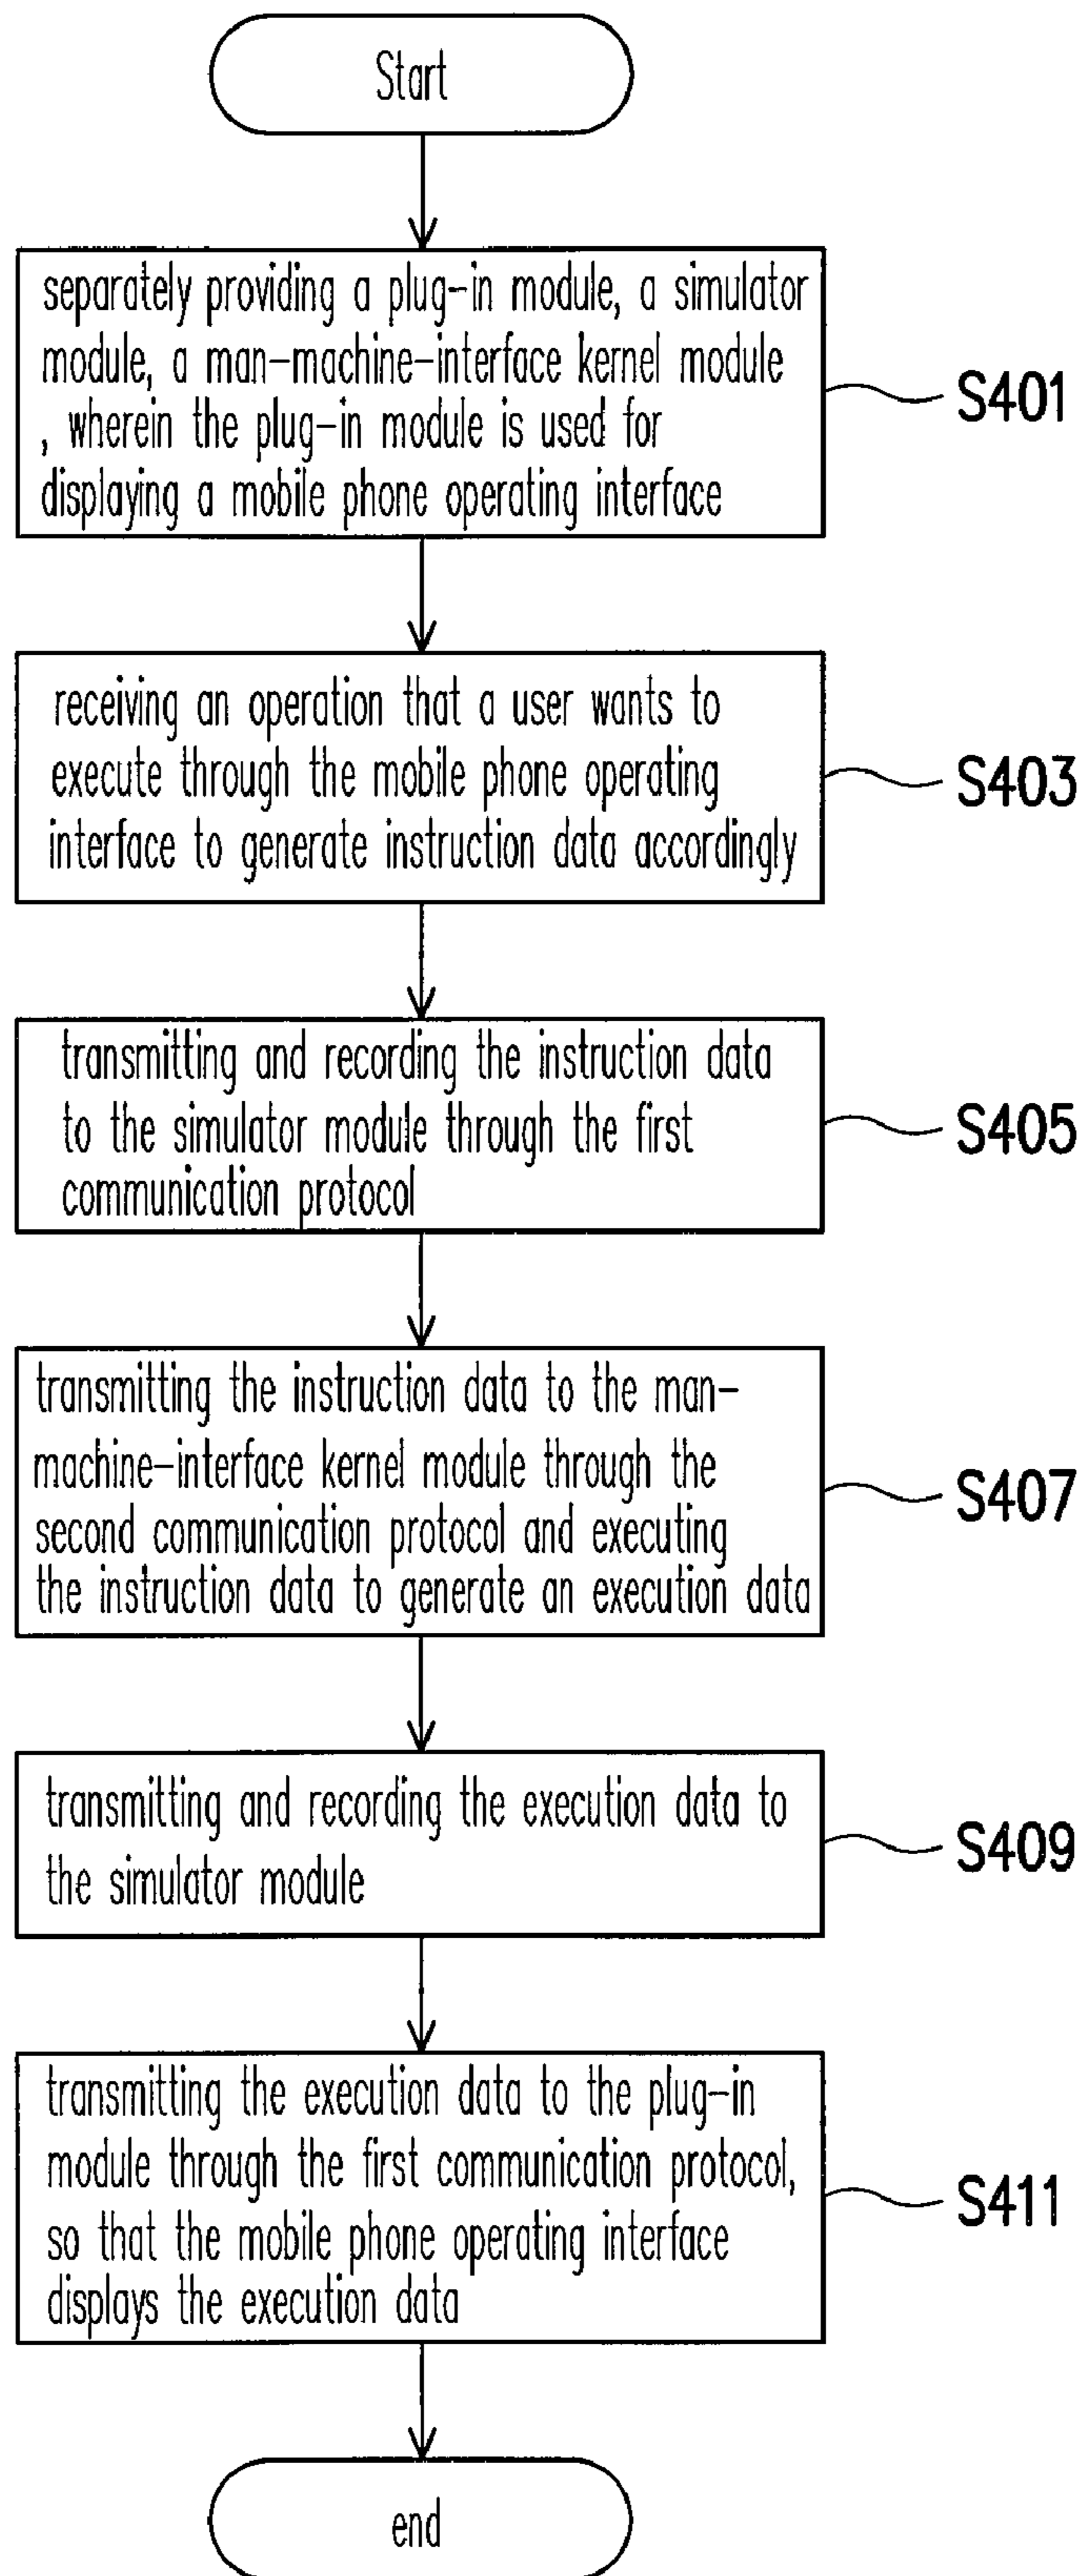 Start
separately providing a plug-in module, a simulator
module, a man-machine-interface kernel module
, wherein the plug-in module is used for
displaying a mobile phone operating interface
S401
receiving an operation that a user wants to
execute through the mobile phone operating
interface to generate instruction data accordingly
S403
transmitting and recording the instruction data
to the simulator module through the first
communication protocol
S405
transmitting the instruction data to the man-
machine-interface kernel module through the
second communication protocol and executing
the instruction data to generate an execution data
S407
transmitting and recording the execution data to
the simulator module
S409
transmitting the execution data to the plug-in
module through the first communication protocol,
so that the mobile phone operating interface
displays the execution data
S411
end